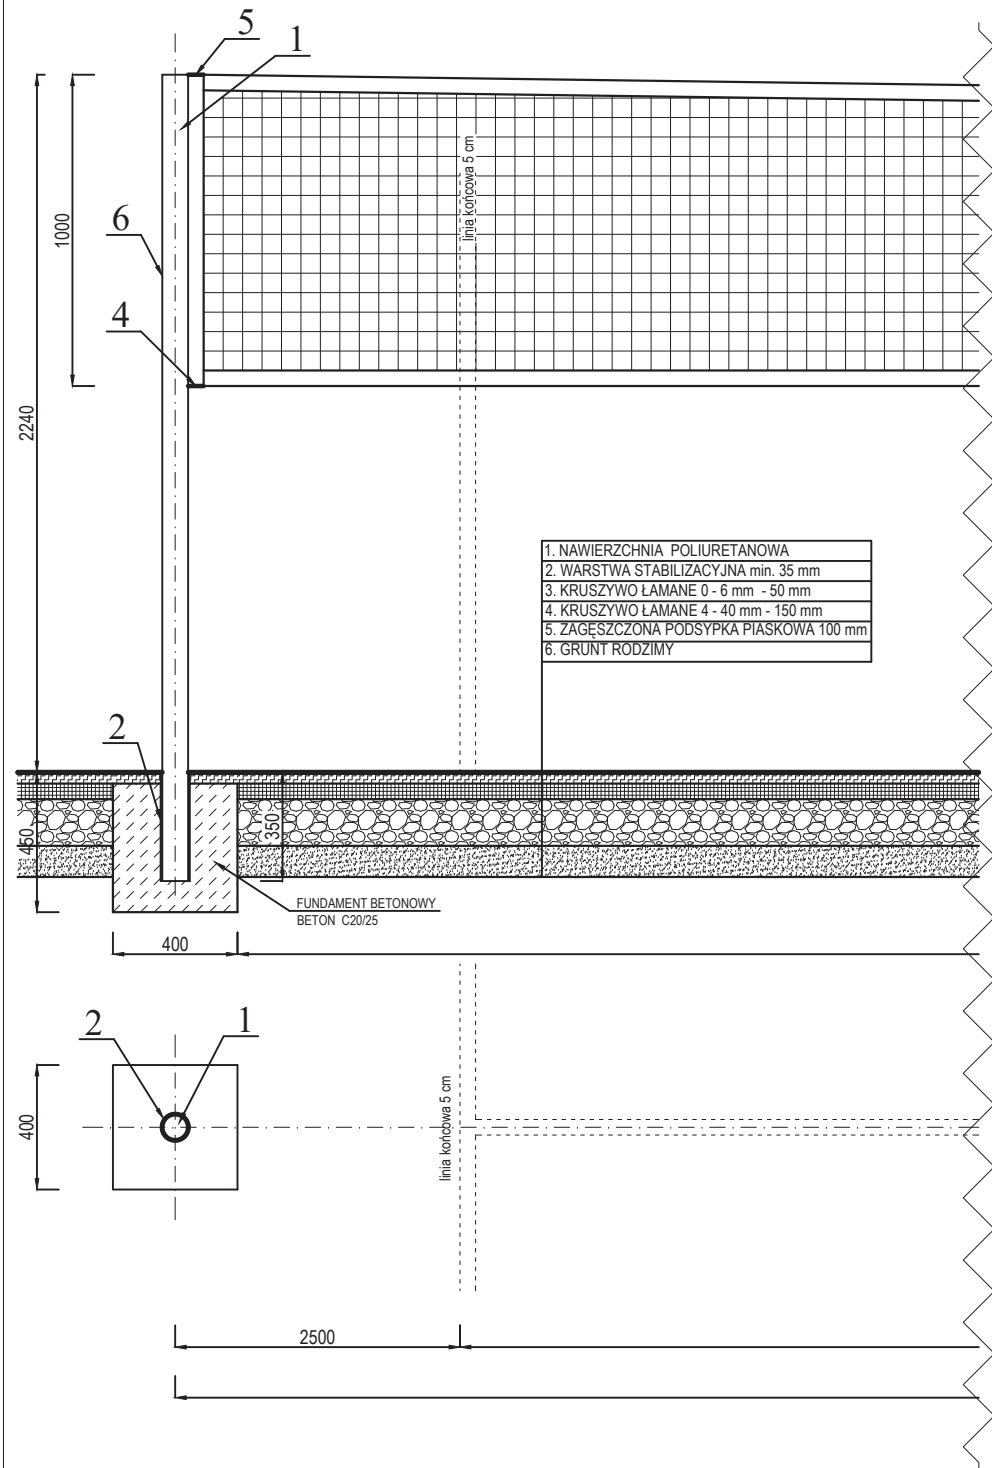 5
1
linia końcowa 5 cm
1000
6
4
2240
1. NAWIERZCHNIA POLIURETANOWA
2. WARSTWA STABILIZACYJNA min. 35 mm
3. KRUSZYWO ŁAMANE 0 - 6 mm - 50 mm
4. KRUSZYWO ŁAMANE 4 - 40 mm - 150 mm
5. ZAGĘSZCZONA PODSYPKA PIASKOWA 100 mm
6. GRUNT RODZIMY
2
450
350
FUNDAMENT BETONOWY
BETON C20/25
400
2
1
400
linia końcowa 5 cm
2500